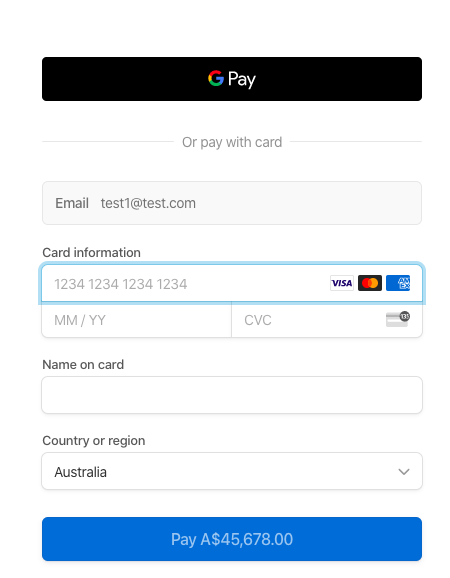 G Pay
Or pay with card
Email test1@test.com
Card information
1234 1234 1234 1234 VISA
MM / YY CVC 135
Name on card
Country or region
Australia
Pay A$45,678.00